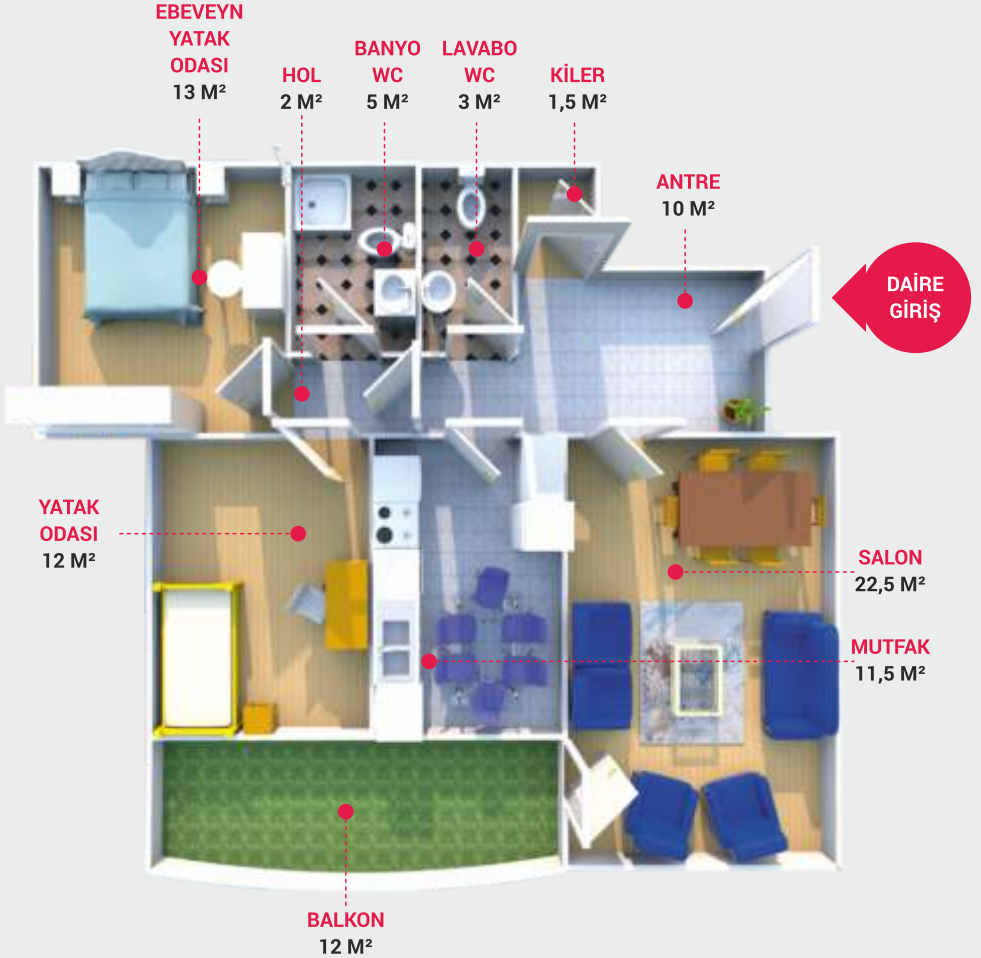 EBEVEYN
YATAK
ODASI
13 M²
HOL
2 M²
BANYO
WC
5 M²
LAVABO
WC
3 M²
KİLER
1,5 M²
ANTRE
10 M²
DAİRE
GİRİŞ
YATAK
ODASI
12 M²
SALON
22,5 M²
MUTFAK
11,5 M²
BALKON
12 M²